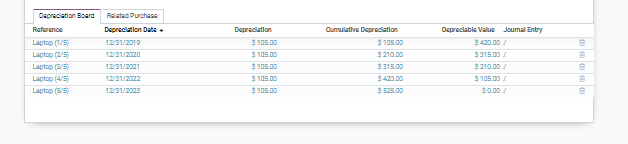 Depreciation Board Related Purchase
Reference Depreciation Date Depreciation Cumulative Depreciation Depreciable Value Journal Entry
Laptop (1/5) 12/31/2019 $ 105.00 $ 105.00 $ 420.00 /
Laptop (2/5) 12/31/2020 $ 105.00 $ 210.00 $ 315.00 /
Laptop (3/5) 12/31/2021 $ 105.00 $ 315.00 $ 210.00 /
Laptop (4/5) 12/31/2022 $ 105.00 $ 420.00 $ 105.00 /
Laptop (5/5) 12/31/2023 $ 105.00 $ 525.00 $ 0.00 /